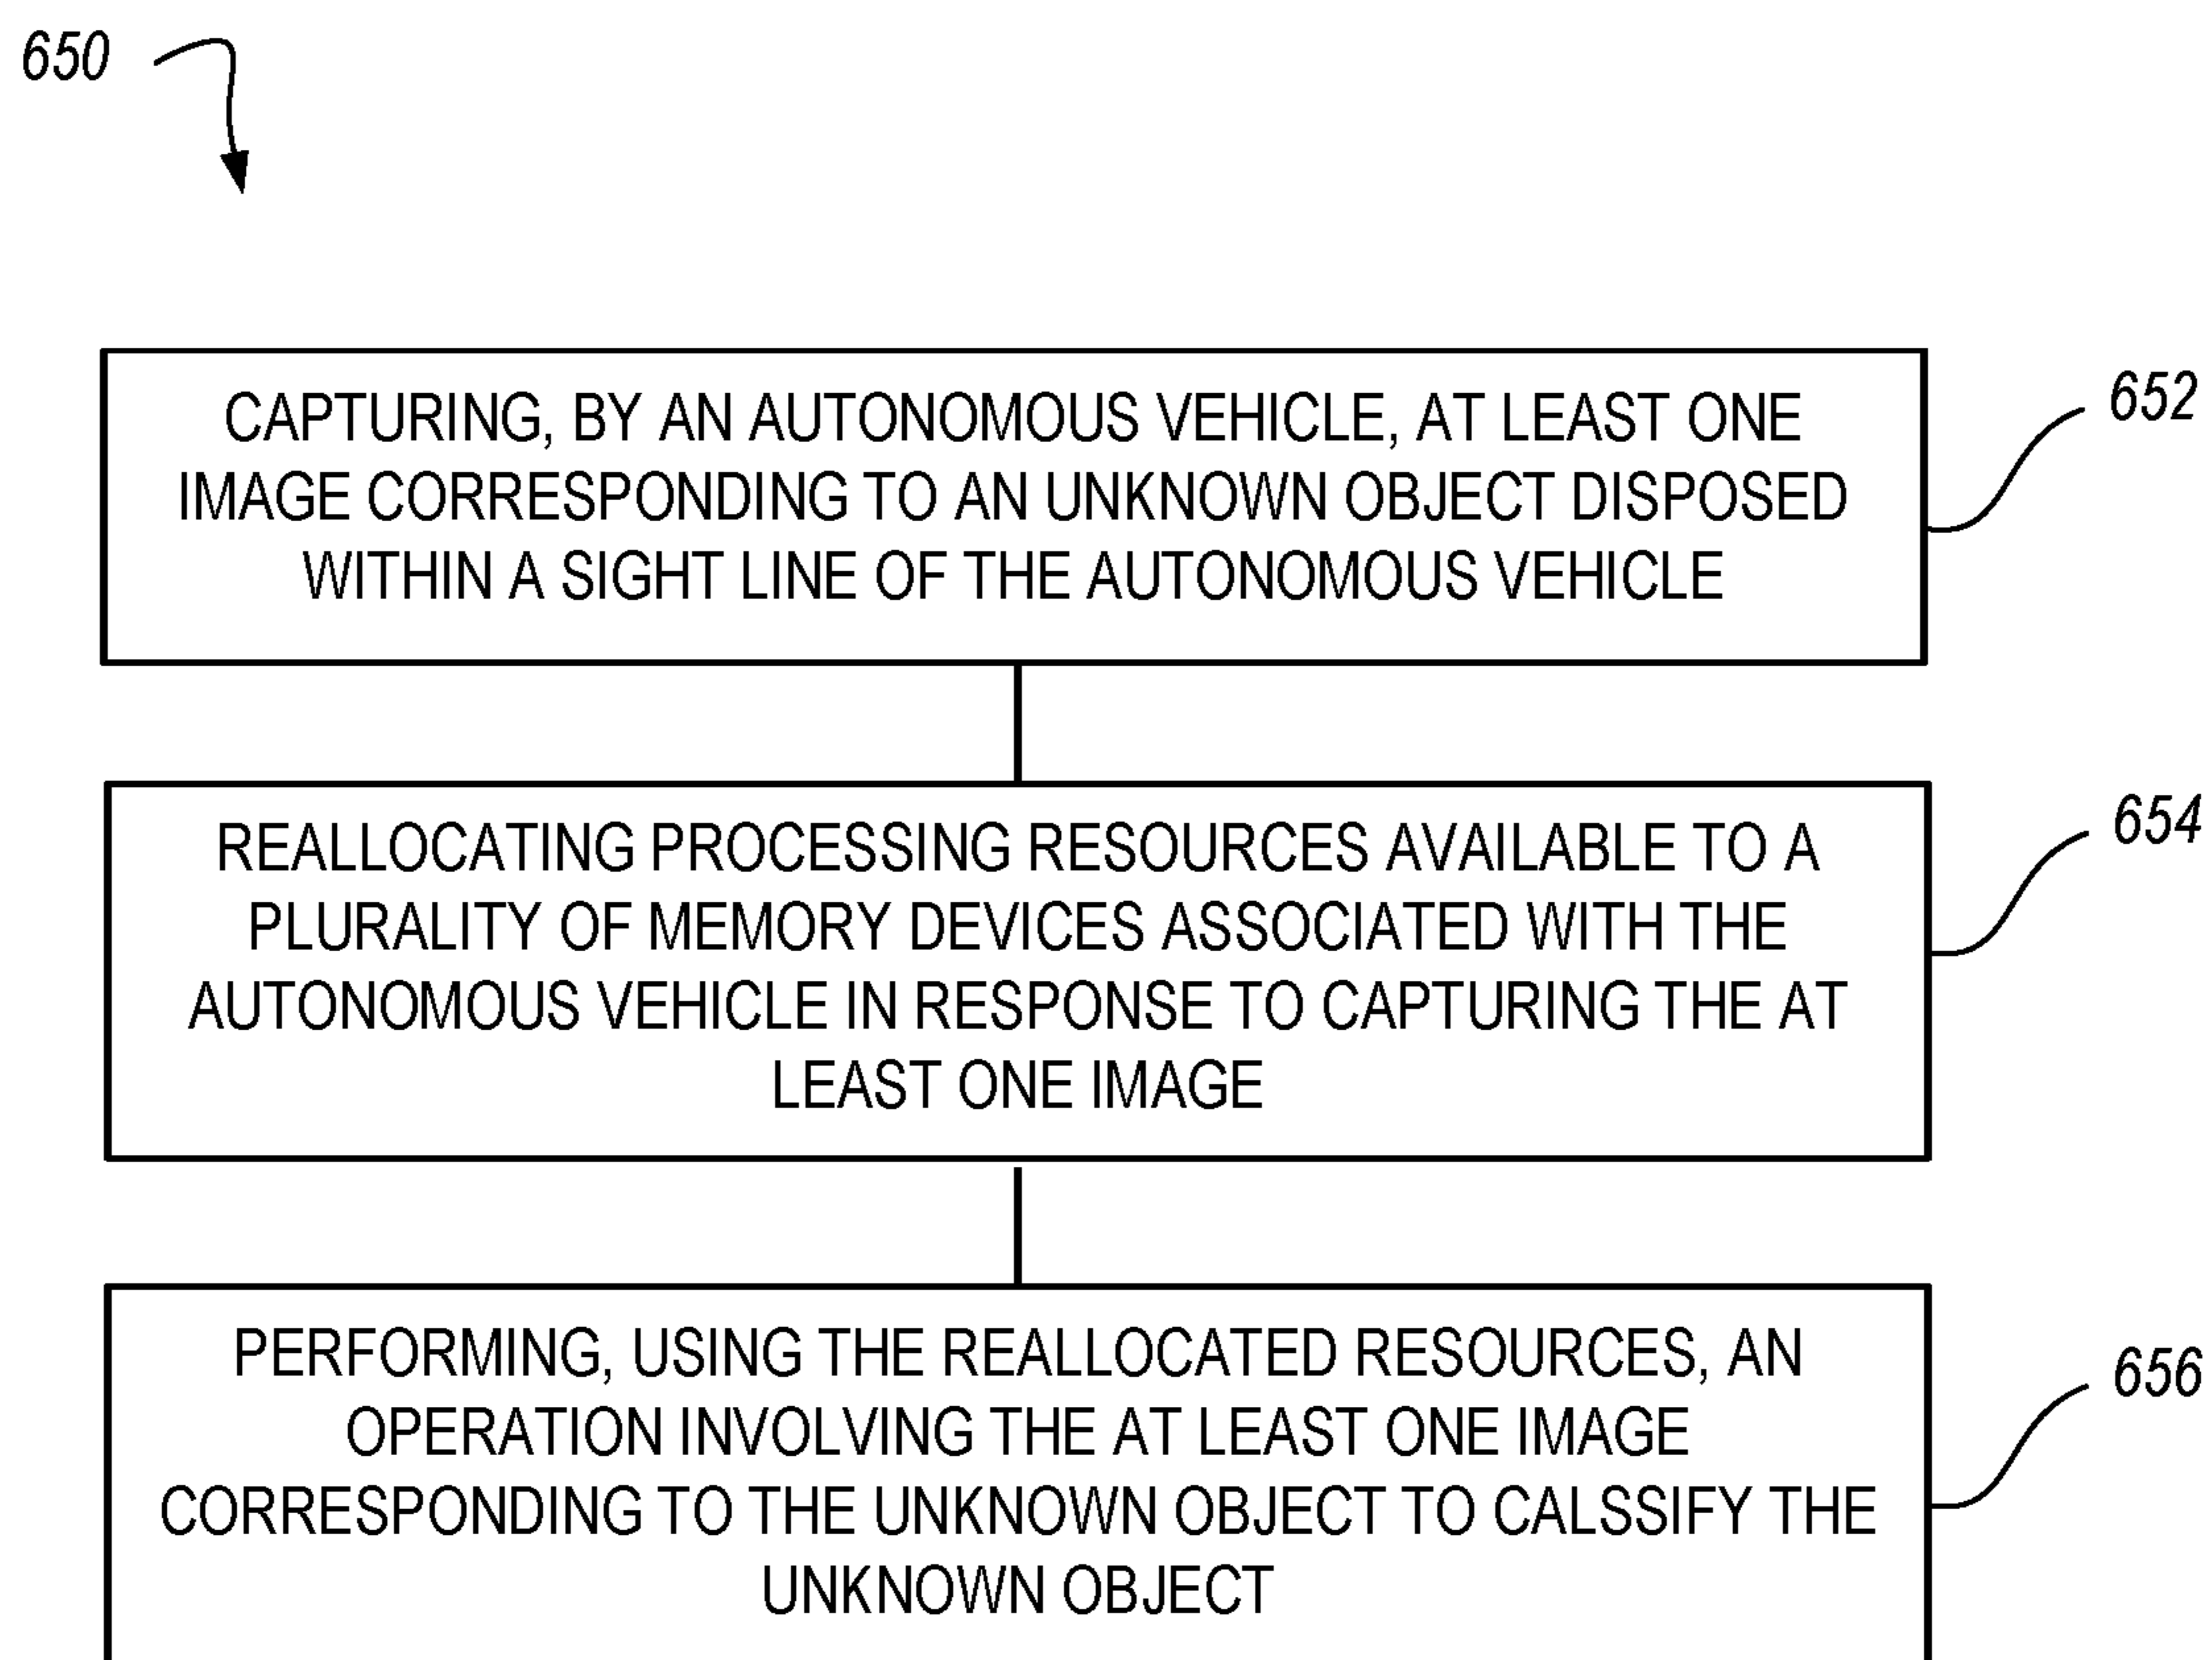 650
CAPTURING, BY AN AUTONOMOUS VEHICLE, AT LEAST ONE
IMAGE CORRESPONDING TO AN UNKNOWN OBJECT DISPOSED
WITHIN A SIGHT LINE OF THE AUTONOMOUS VEHICLE
652
REALLOCATING PROCESSING RESOURCES AVAILABLE TO A
PLURALITY OF MEMORY DEVICES ASSOCIATED WITH THE
AUTONOMOUS VEHICLE IN RESPONSE TO CAPTURING THE AT
LEAST ONE IMAGE
654
PERFORMING, USING THE REALLOCATED RESOURCES, AN
OPERATION INVOLVING THE AT LEAST ONE IMAGE
CORRESPONDING TO THE UNKNOWN OBJECT TO CALSSIFY THE
UNKNOWN OBJECT
656